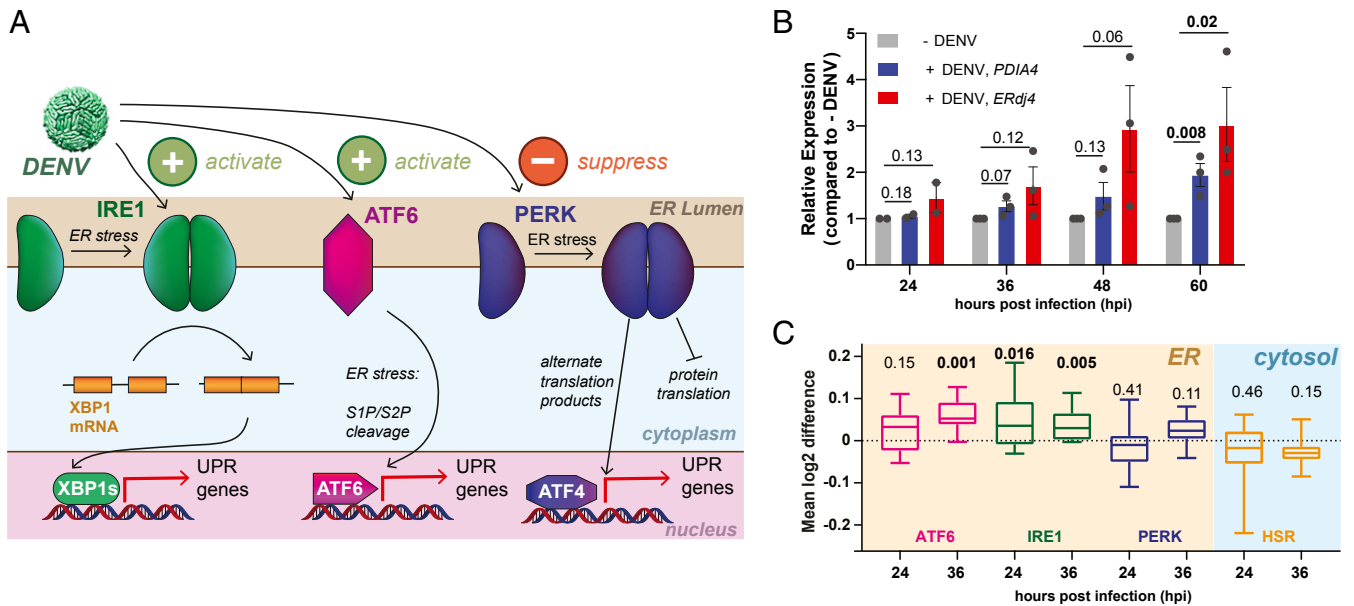 A
DENV
activate
activate
suppress
IRE1
ATF6
PERK
ER Lumen
ER stress
ER stress
XBP1
mRNA
ER stress:
S1P/S2P
cleavage
alternate
translation
products
protein
translation
cytoplasm
XBP1s
UPR
genes
ATF6
UPR
genes
ATF4
UPR
genes
nucleus
B
Relative Expression
(compared to - DENV)
5
4
3
2
1
0
- DENV
+ DENV, PDIA4
+ DENV, ERdj4
0.13
0.18
0.12
0.07
0.06
0.13
0.02
0.008
24
36
48
60
hours post infection (hpi)
C
Mean log2 difference
0.2
0.1
0
-0.1
-0.2
ER
cytosol
0.15
0.001
0.016
0.005
0.41
0.11
0.46
0.15
ATF6
IRE1
PERK
HSR
24
36
24
36
24
36
24
36
hours post infection (hpi)